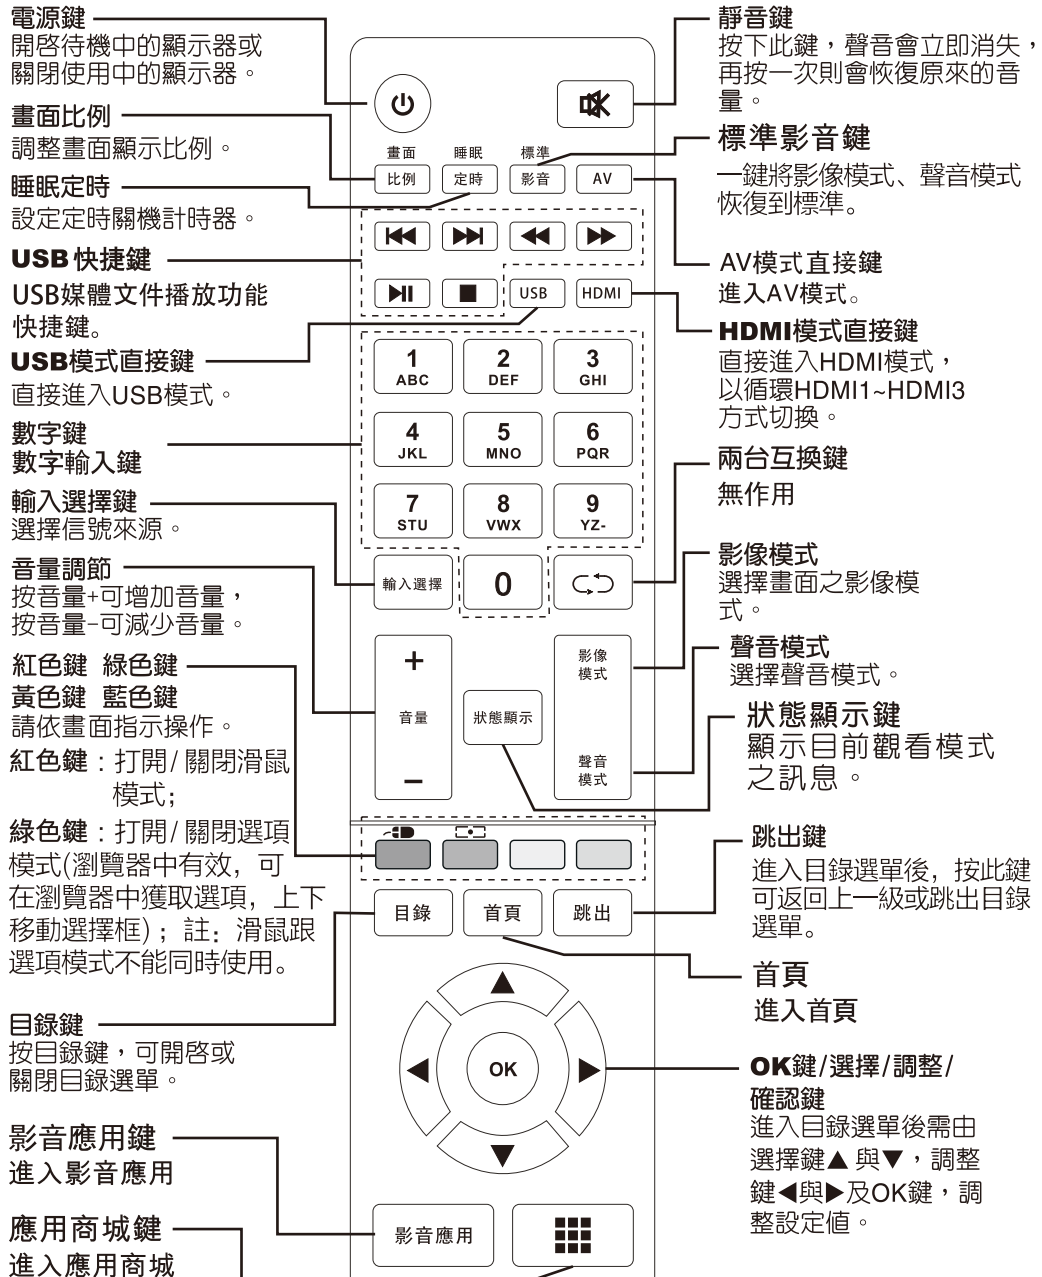 電源鍵
開啓待機中的顯示器或
關閉使用中的顯示器。
畫面比例
調整畫面顯示比例。
睡眠定時
設定定時關機計時器。
USB 快捷鍵
USB媒體文件播放功能
快捷鍵。
USB模式直接鍵
直接進入USB模式。
數字鍵
數字輸入鍵
輸入選擇鍵
選擇信號來源。
音量調節
按音量+可增加音量，
按音量-可減少音量。
紅色鍵 綠色鍵
黃色鍵 藍色鍵
請依畫面指示操作。
紅色鍵：打開/關閉滑鼠
模式；
綠色鍵：打開/關閉選項
模式(瀏覽器中有效，可
在瀏覽器中獲取選項，上下
移動選擇框)；註：滑鼠跟
選項模式不能同時使用。
目錄鍵
按目錄鍵，可開啓或
關閉目錄選單。
影音應用鍵
進入影音應用
應用商城鍵
進入應用商城
畫面 睡眠 標準
比例 定時 影音 AV
USB HDMI
1 2 3
ABC DEF GHI
4 5 6
JKL MNO PQR
7 8 9
STU VWX YZ-
輸入選擇 0
+ 影像
模式
音量 狀態顯示
聲音
模式
−
目錄 首頁 跳出
OK
影音應用
靜音鍵
按下此鍵，聲音會立即消失，
再按一次則會恢復原來的音
量。
標準影音鍵
一鍵將影像模式、聲音模式
恢復到標準。
AV模式直接鍵
進入AV模式。
HDMI模式直接鍵
直接進入HDMI模式，
以循環HDMI1~HDMI3
方式切換。
兩台互換鍵
無作用
影像模式
選擇畫面之影像模
式。
聲音模式
選擇聲音模式。
狀態顯示鍵
顯示目前觀看模式
之訊息。
跳出鍵
進入目錄選單後，按此鍵
可返回上一級或跳出目錄
選單。
首頁
進入首頁
OK鍵/選擇/調整/
確認鍵
進入目錄選單後需由
選擇鍵▲與▼，調整
鍵◀與▶及OK鍵，調
整設定值。